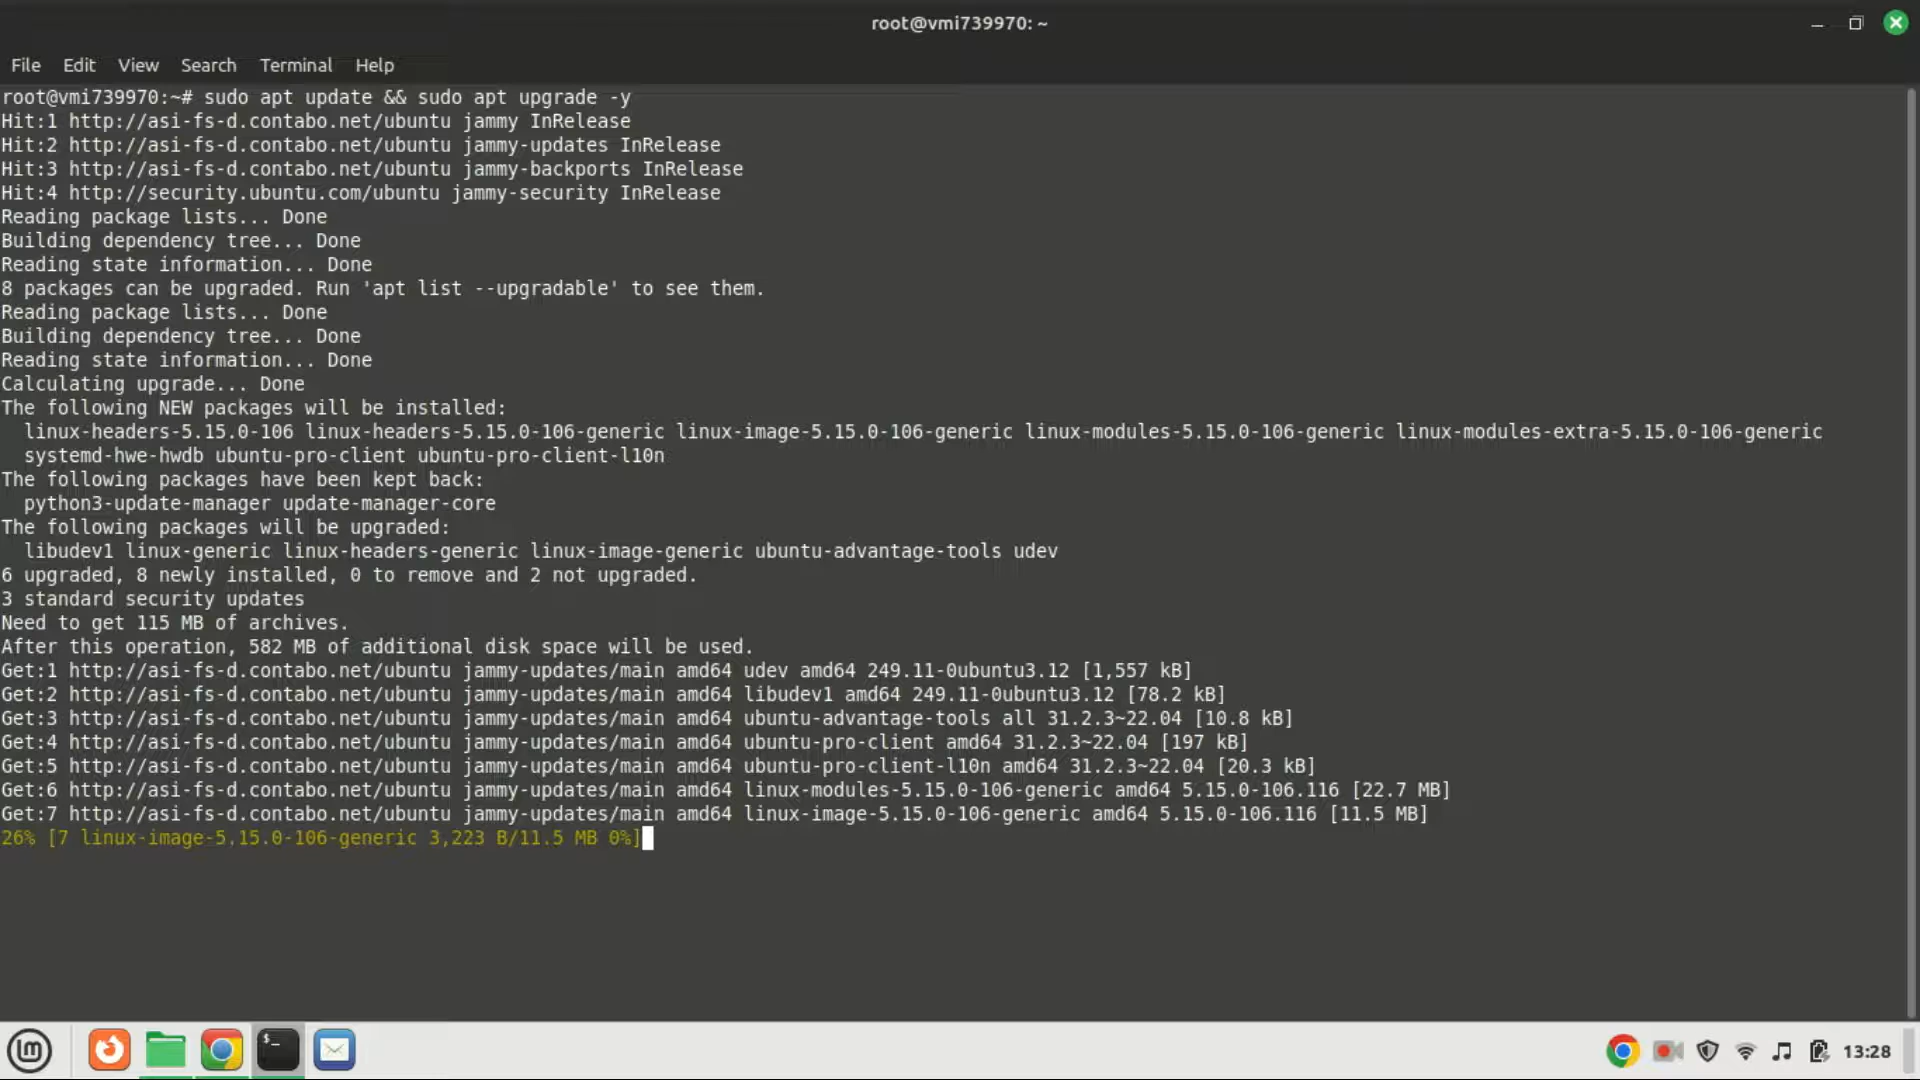 root@vmi739970: ~
File Edit View Search Terminal Help
root@vmi739970:~# sudo apt update && sudo apt upgrade -y
Hit:1 http://asi-fs-d.contabo.net/ubuntu jammy InRelease
Hit:2 http://asi-fs-d.contabo.net/ubuntu jammy-updates InRelease
Hit:3 http://asi-fs-d.contabo.net/ubuntu jammy-backports InRelease
Hit:4 http://security.ubuntu.com/ubuntu jammy-security InRelease
Reading package lists... Done
Building dependency tree... Done
Reading state information... Done
8 packages can be upgraded. Run 'apt list --upgradable' to see them.
Reading package lists... Done
Building dependency tree... Done
Reading state information... Done
Calculating upgrade... Done
The following NEW packages will be installed:
  linux-headers-5.15.0-106 linux-headers-5.15.0-106-generic linux-image-5.15.0-106-generic linux-modules-5.15.0-106-generic linux-modules-extra-5.15.0-106-generic
  systemd-hwe-hwdb ubuntu-pro-client ubuntu-pro-client-l10n
The following packages have been kept back:
  python3-update-manager update-manager-core
The following packages will be upgraded:
  libudev1 linux-generic linux-headers-generic linux-image-generic ubuntu-advantage-tools udev
6 upgraded, 8 newly installed, 0 to remove and 2 not upgraded.
3 standard security updates
Need to get 115 MB of archives.
After this operation, 582 MB of additional disk space will be used.
Get:1 http://asi-fs-d.contabo.net/ubuntu jammy-updates/main amd64 udev amd64 249.11-0ubuntu3.12 [1,557 kB]
Get:2 http://asi-fs-d.contabo.net/ubuntu jammy-updates/main amd64 libudev1 amd64 249.11-0ubuntu3.12 [78.2 kB]
Get:3 http://asi-fs-d.contabo.net/ubuntu jammy-updates/main amd64 ubuntu-advantage-tools all 31.2.3~22.04 [10.8 kB]
Get:4 http://asi-fs-d.contabo.net/ubuntu jammy-updates/main amd64 ubuntu-pro-client amd64 31.2.3~22.04 [197 kB]
Get:5 http://asi-fs-d.contabo.net/ubuntu jammy-updates/main amd64 ubuntu-pro-client-l10n amd64 31.2.3~22.04 [20.3 kB]
Get:6 http://asi-fs-d.contabo.net/ubuntu jammy-updates/main amd64 linux-modules-5.15.0-106-generic amd64 5.15.0-106.116 [22.7 MB]
Get:7 http://asi-fs-d.contabo.net/ubuntu jammy-updates/main amd64 linux-image-5.15.0-106-generic amd64 5.15.0-106.116 [11.5 MB]
26% [7 linux-image-5.15.0-106-generic 3,223 B/11.5 MB 0%]
13:28